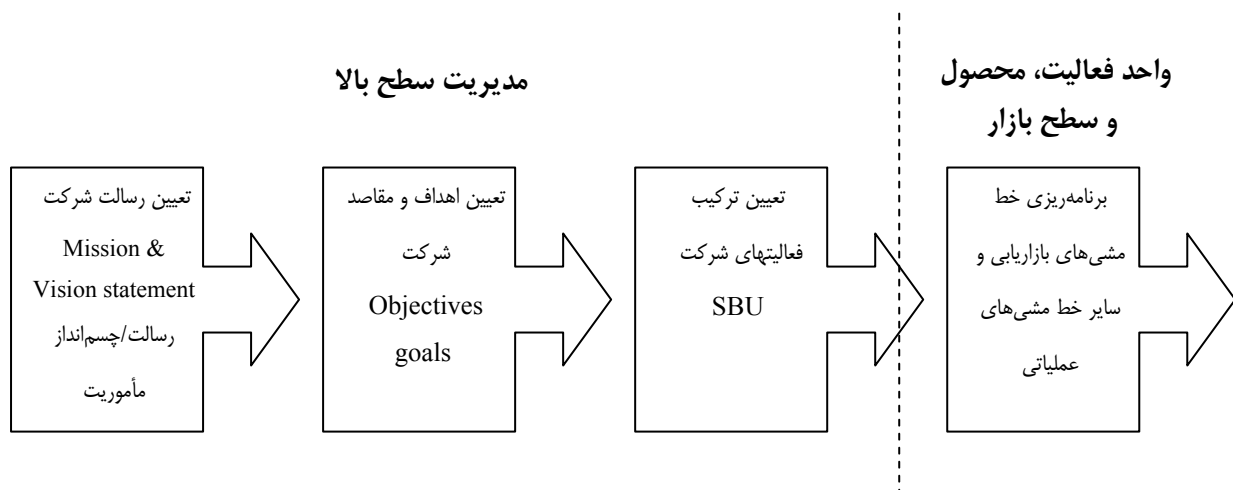 مدیریت سطح بالا
واحد فعالیت، محصول
و سطح بازار
تعیین رسالت شرکت
Mission &
Vision statement
رسالت/چسم‌انداز
مأموریت
تعیین اهداف و مقاصد
شرکت
Objectives
goals
تعیین ترکیب
فعالیتهای شرکت
SBU
برنامه‌ریزی خط
مشی‌های بازاریابی و
سایر خط مشی‌های
عملیاتی